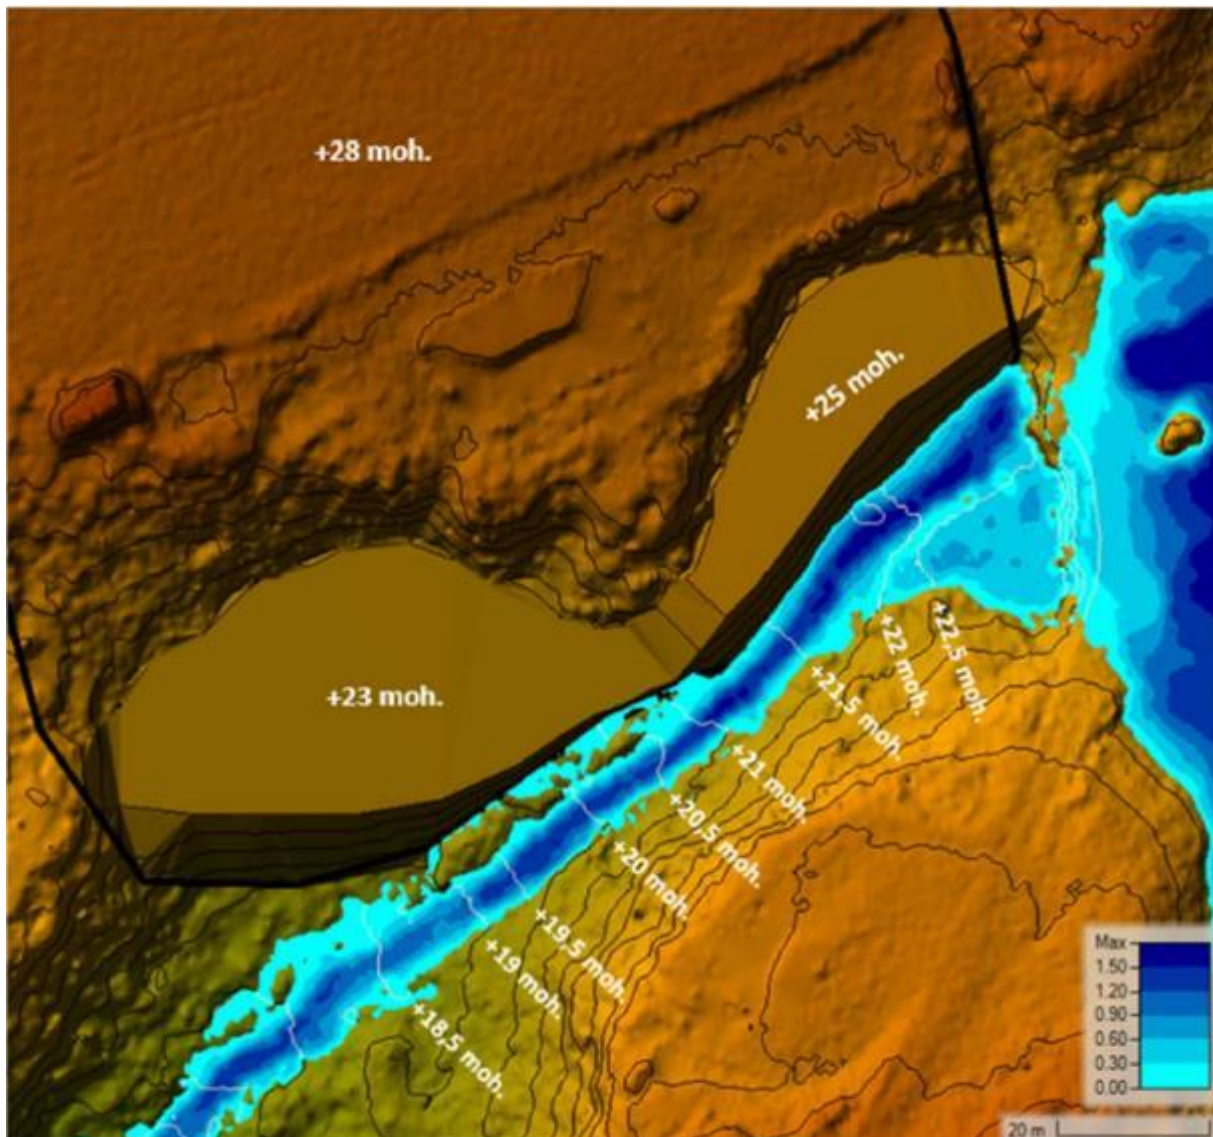 +28 moh.
+25 moh.
+23 moh.
+22,5 moh.
+22 moh.
+21,5 moh.
+21 moh.
+20,5 moh.
+20 moh.
+19,5 moh.
+19 moh.
+18,5 moh.
Max
1.50
1.20
0.90
0.60
0.30
0.00
20 m